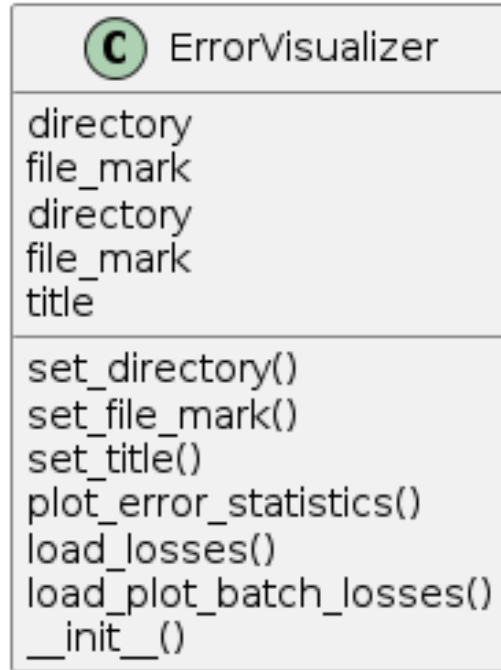 C ErrorVisualizer
directory
file_mark
directory
file_mark
title
set_directory()
set_file_mark()
set_title()
plot_error_statistics()
load_losses()
load_plot_batch_losses()
__init__()